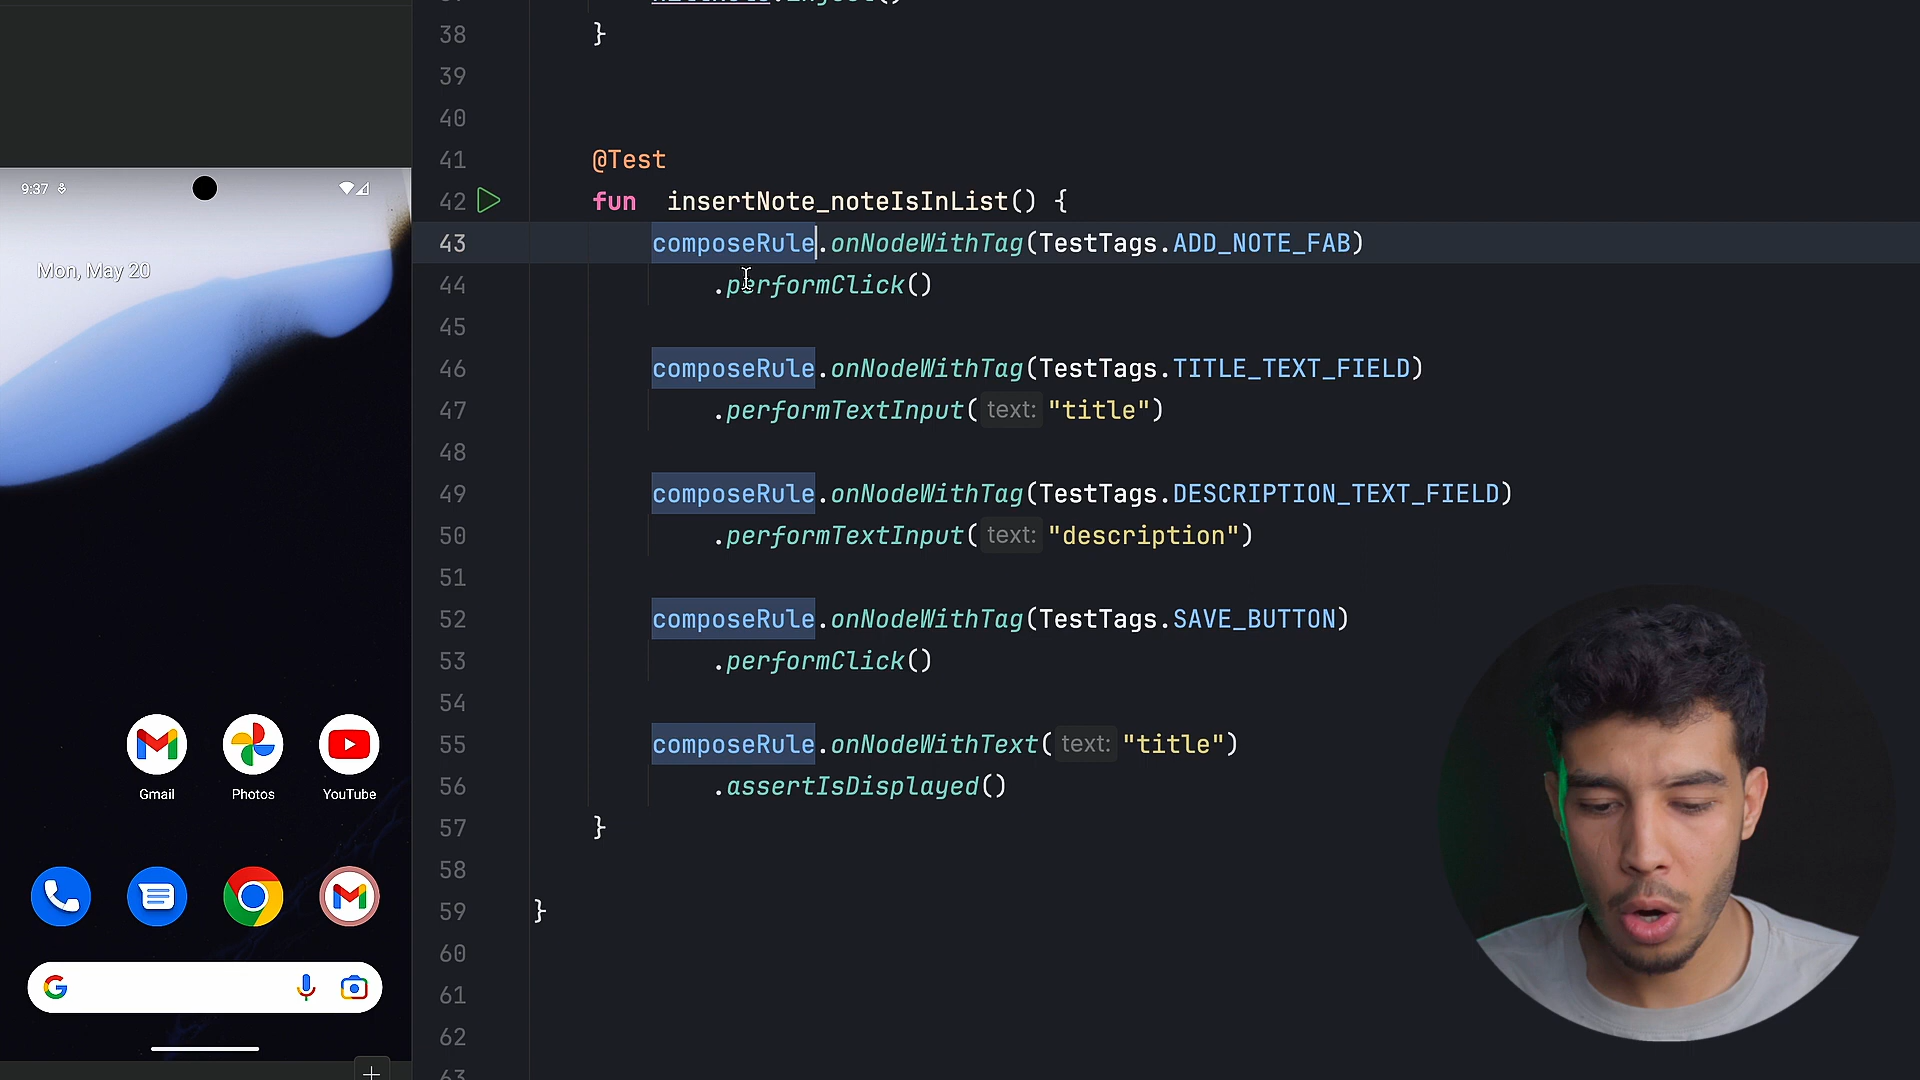 9:37
Mon, May 20
Gmail
Photos
YouTube
38 }
39
40
41 @Test
42 fun insertNote_noteIsInList() {
43 composeRule.onNodeWithTag(TestTags.ADD_NOTE_FAB)
44 .performClick()
45
46 composeRule.onNodeWithTag(TestTags.TITLE_TEXT_FIELD)
47 .performTextInput( text: "title")
48
49 composeRule.onNodeWithTag(TestTags.DESCRIPTION_TEXT_FIELD)
50 .performTextInput( text: "description")
51
52 composeRule.onNodeWithTag(TestTags.SAVE_BUTTON)
53 .performClick()
54
55 composeRule.onNodeWithText( text: "title")
56 .assertIsDisplayed()
57 }
58
59 }
60
61
62